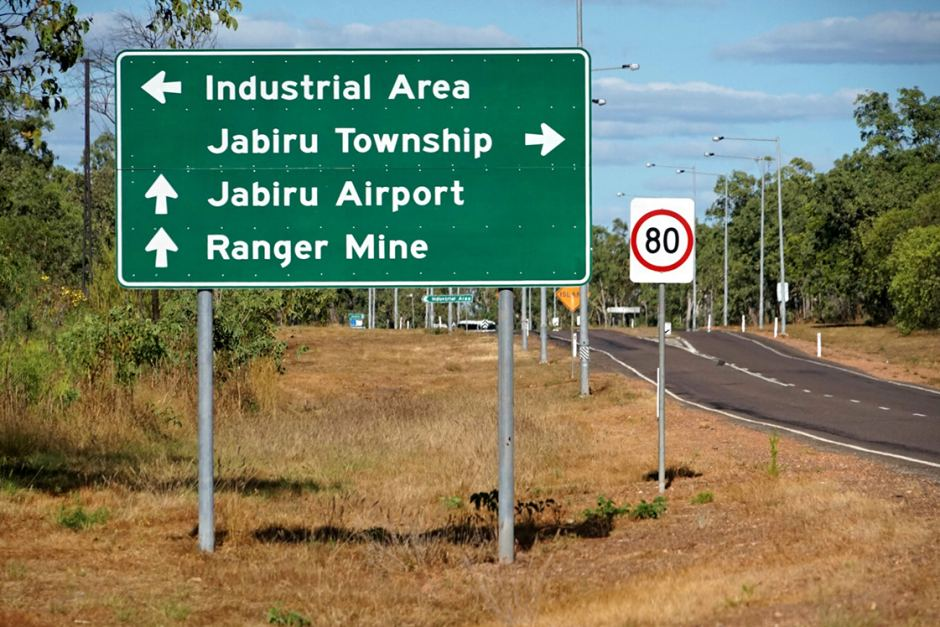 Industrial Area
Jabiru Township
Jabiru Airport
Ranger Mine
80
Industrial Area